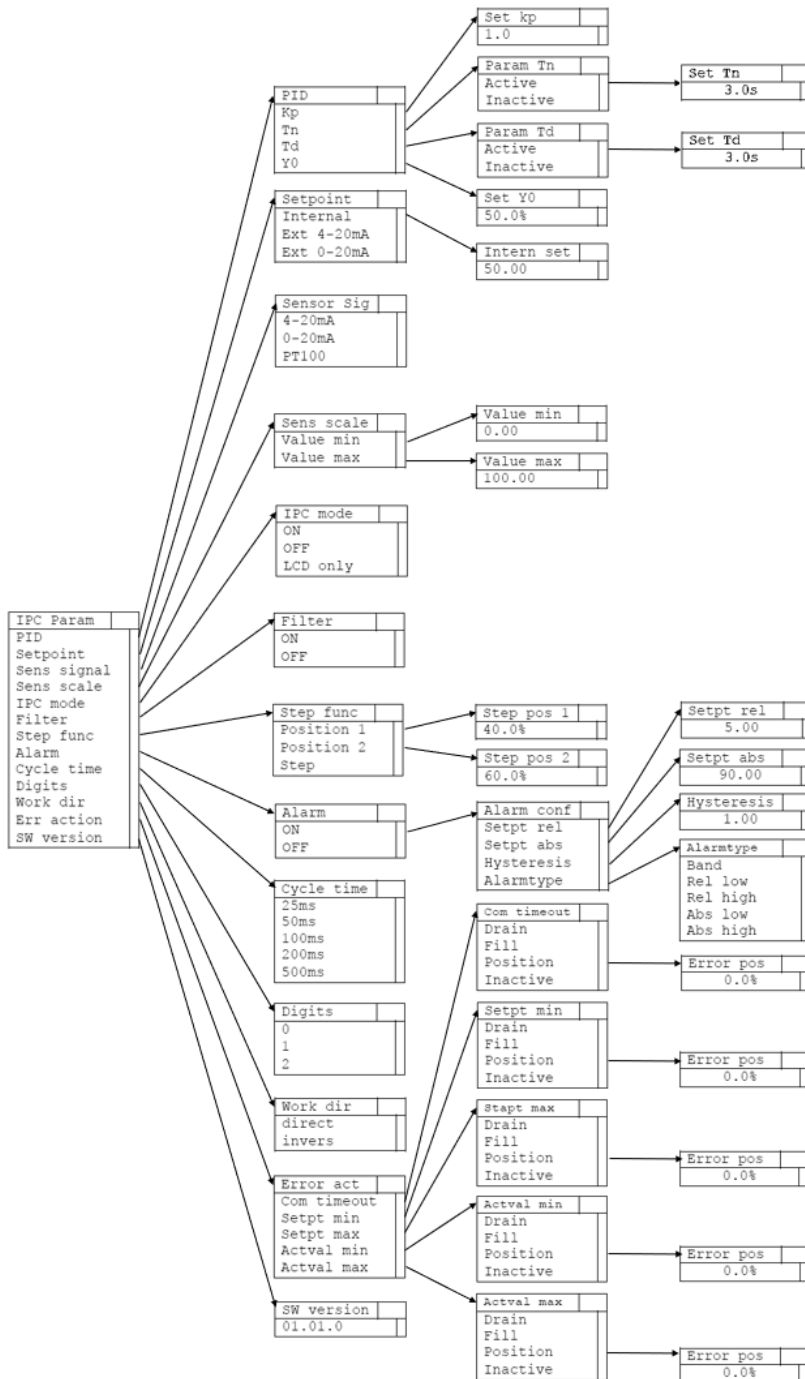 IPC Param
PID
Setpoint
Sens signal
Sens scale
IPC mode
Filter
Step func
Alarm
Cycle time
Digits
Work dir
Err action
SW version
PID
Kp
Tn
Td
Y0
Setpoint
Internal
Ext 4-20mA
Ext 0-20mA
Sensor Sig
4-20mA
0-20mA
PT100
Sens scale
Value min
Value max
IPC mode
ON
OFF
LCD only
Filter
ON
OFF
Step func
Position 1
Position 2
Step
Alarm
ON
OFF
Cycle time
25ms
50ms
100ms
200ms
500ms
Digits
0
1
2
Work dir
direct
invers
Error act
Com timeout
Setpt min
Setpt max
Actval min
Actval max
SW version
01.01.0
Set kp
1.0
Param Tn
Active
Inactive
Param Td
Active
Inactive
Set Y0
50.0%
Intern set
50.00
Value min
0.00
Value max
100.00
Step pos 1
40.0%
Step pos 2
60.0%
Alarm conf
Setpt rel
Setpt abs
Hysteresis
Alarmtype
Com timeout
Drain
Fill
Position
Inactive
Setpt min
Drain
Fill
Position
Inactive
Stapt max
Drain
Fill
Position
Inactive
Actval min
Drain
Fill
Position
Inactive
Actval max
Drain
Fill
Position
Inactive
Set Tn
3.0s
Set Td
3.0s
Setpt rel
5.00
Setpt abs
90.00
Hysteresis
1.00
Alarmtype
Band
Rel low
Rel high
Abs low
Abs high
Error pos
0.0%
Error pos
0.0%
Error pos
0.0%
Error pos
0.0%
Error pos
0.0%